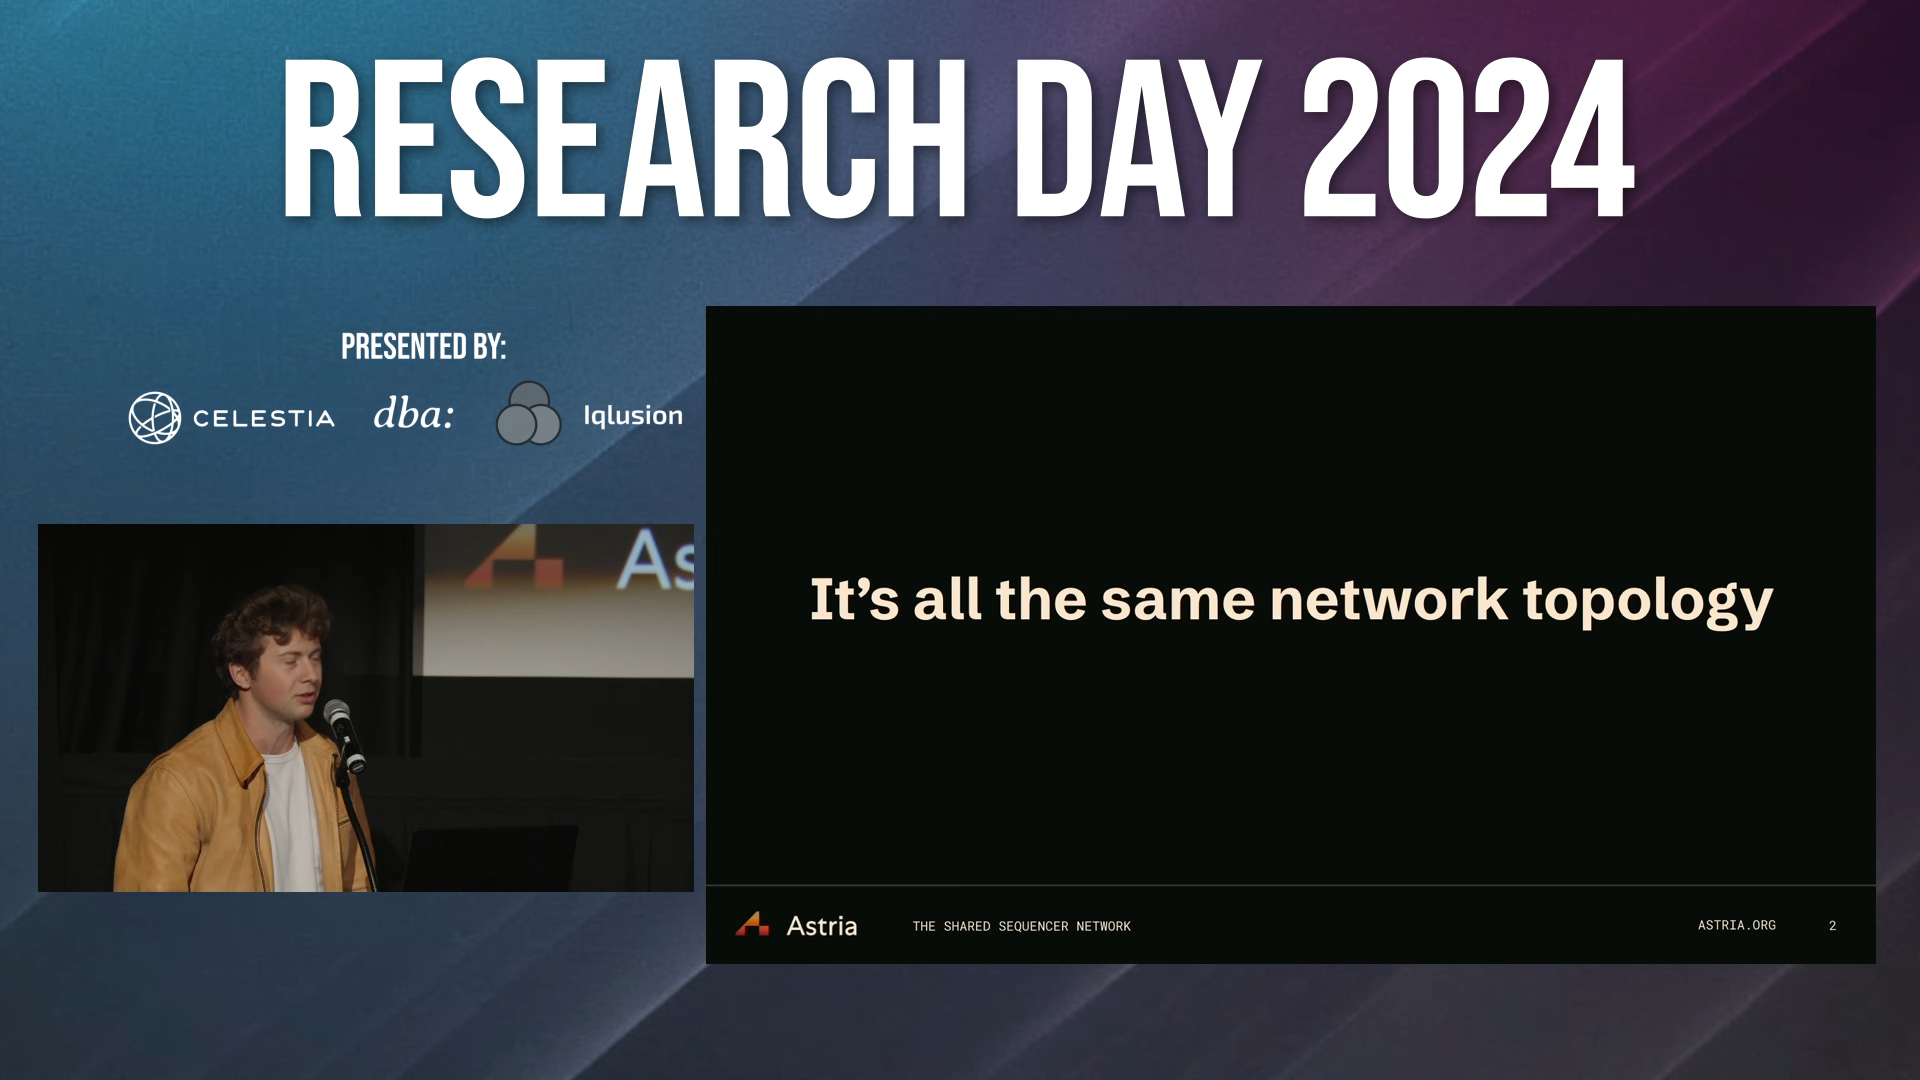 RESEARCH DAY 2024
PRESENTED BY:
CELESTIA
dba:
Iqlusion
As
It’s all the same network topology
Astria
THE SHARED SEQUENCER NETWORK
ASTRIA.ORG
2